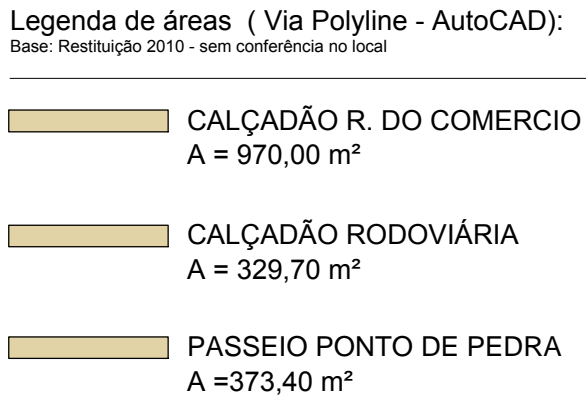 Legenda de áreas ( Via Polyline - AutoCAD):
Base: Restituição 2010 - sem conferência no local
CALÇADÃO R. DO COMERCIO
A = 970,00 m²
CALÇADÃO RODOVIÁRIA
A = 329,70 m²
PASSEIO PONTO DE PEDRA
A =373,40 m²